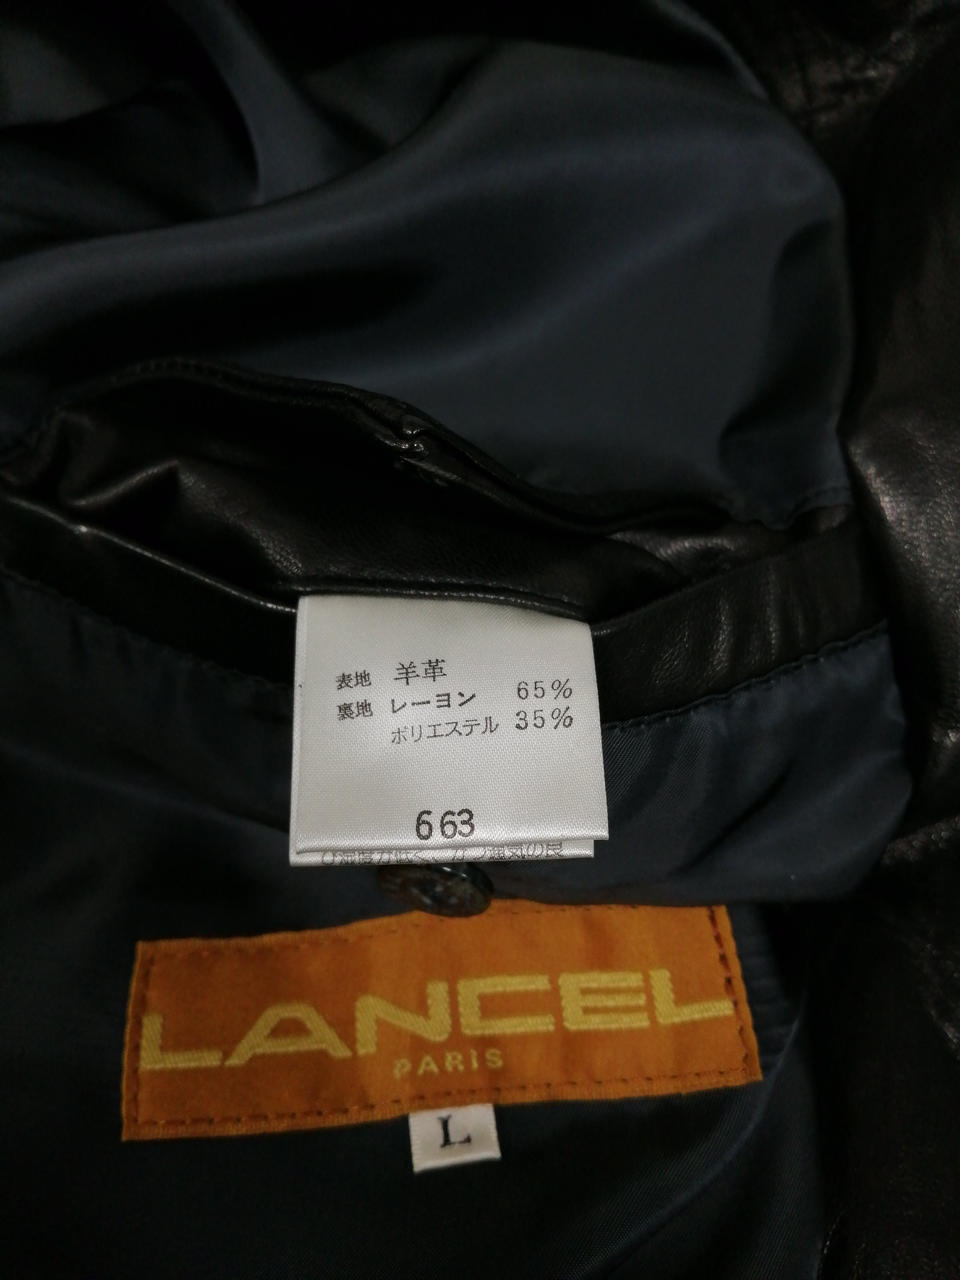 表地 羊革
裏地 レーヨン 65%
ポリエステル 35%
663
LANCEL
PARIS
L